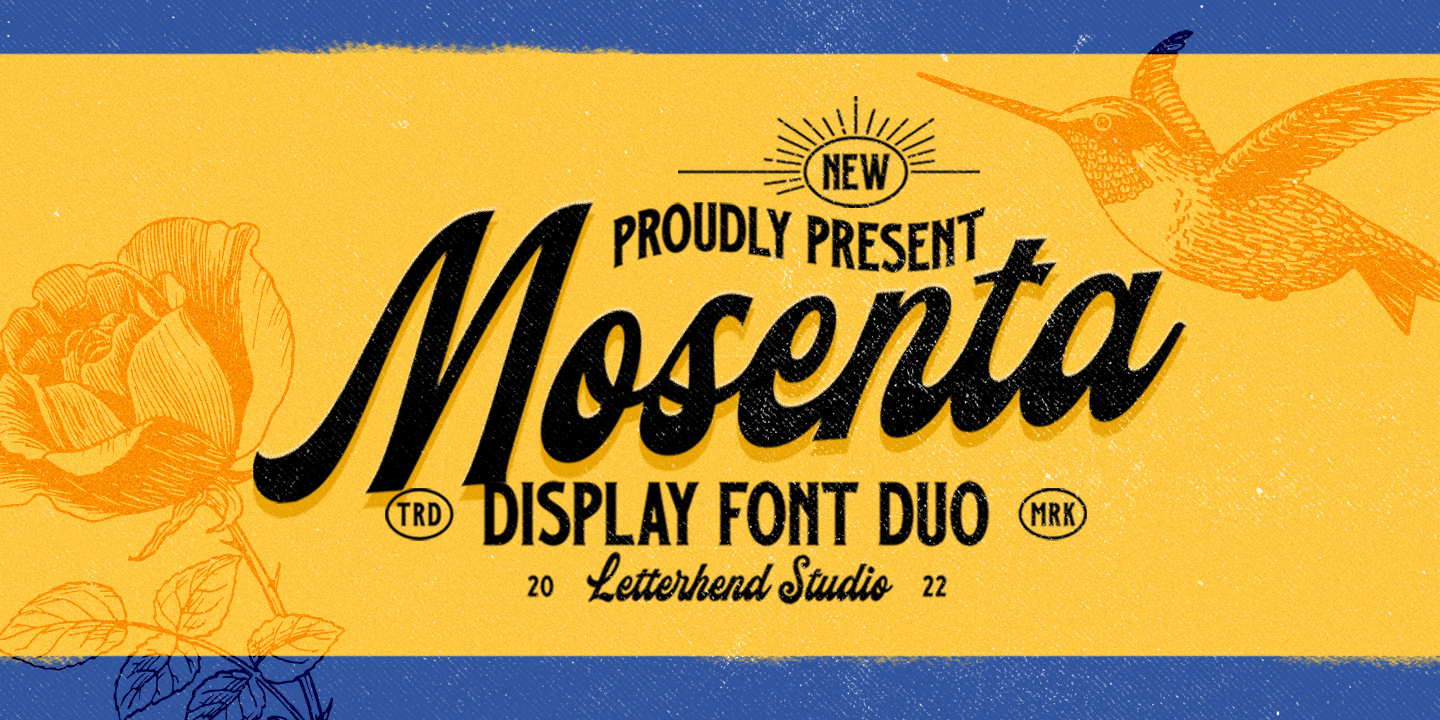 NEW
PROUDLY PRESENT
Mosenta
TRD DISPLAY FONT DUO MRK
20 Letterhend Studio 22